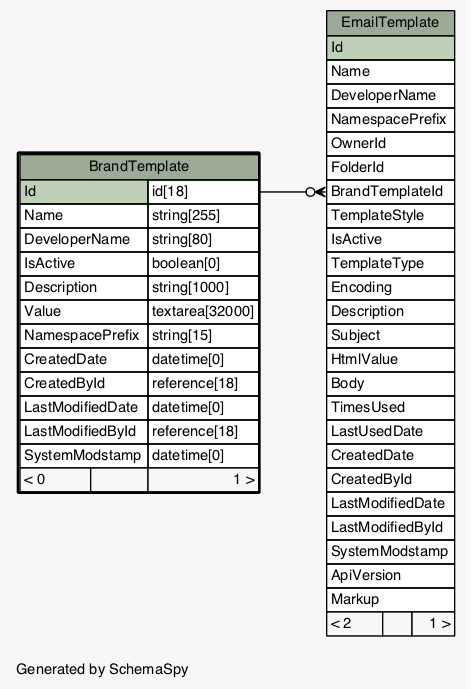 BrandTemplate
Id id[18]
Name string[255]
DeveloperName string[80]
IsActive boolean[0]
Description string[1000]
Value textarea[32000]
NamespacePrefix string[15]
CreatedDate datetime[0]
CreatedById reference[18]
LastModifiedDate datetime[0]
LastModifiedById reference[18]
SystemModstamp datetime[0]
< 0 1 >
EmailTemplate
Id
Name
DeveloperName
NamespacePrefix
OwnerId
FolderId
BrandTemplateId
TemplateStyle
IsActive
TemplateType
Encoding
Description
Subject
HtmlValue
Body
TimesUsed
LastUsedDate
CreatedDate
CreatedById
LastModifiedDate
LastModifiedById
SystemModstamp
ApiVersion
Markup
< 2 1 >
Generated by SchemaSpy